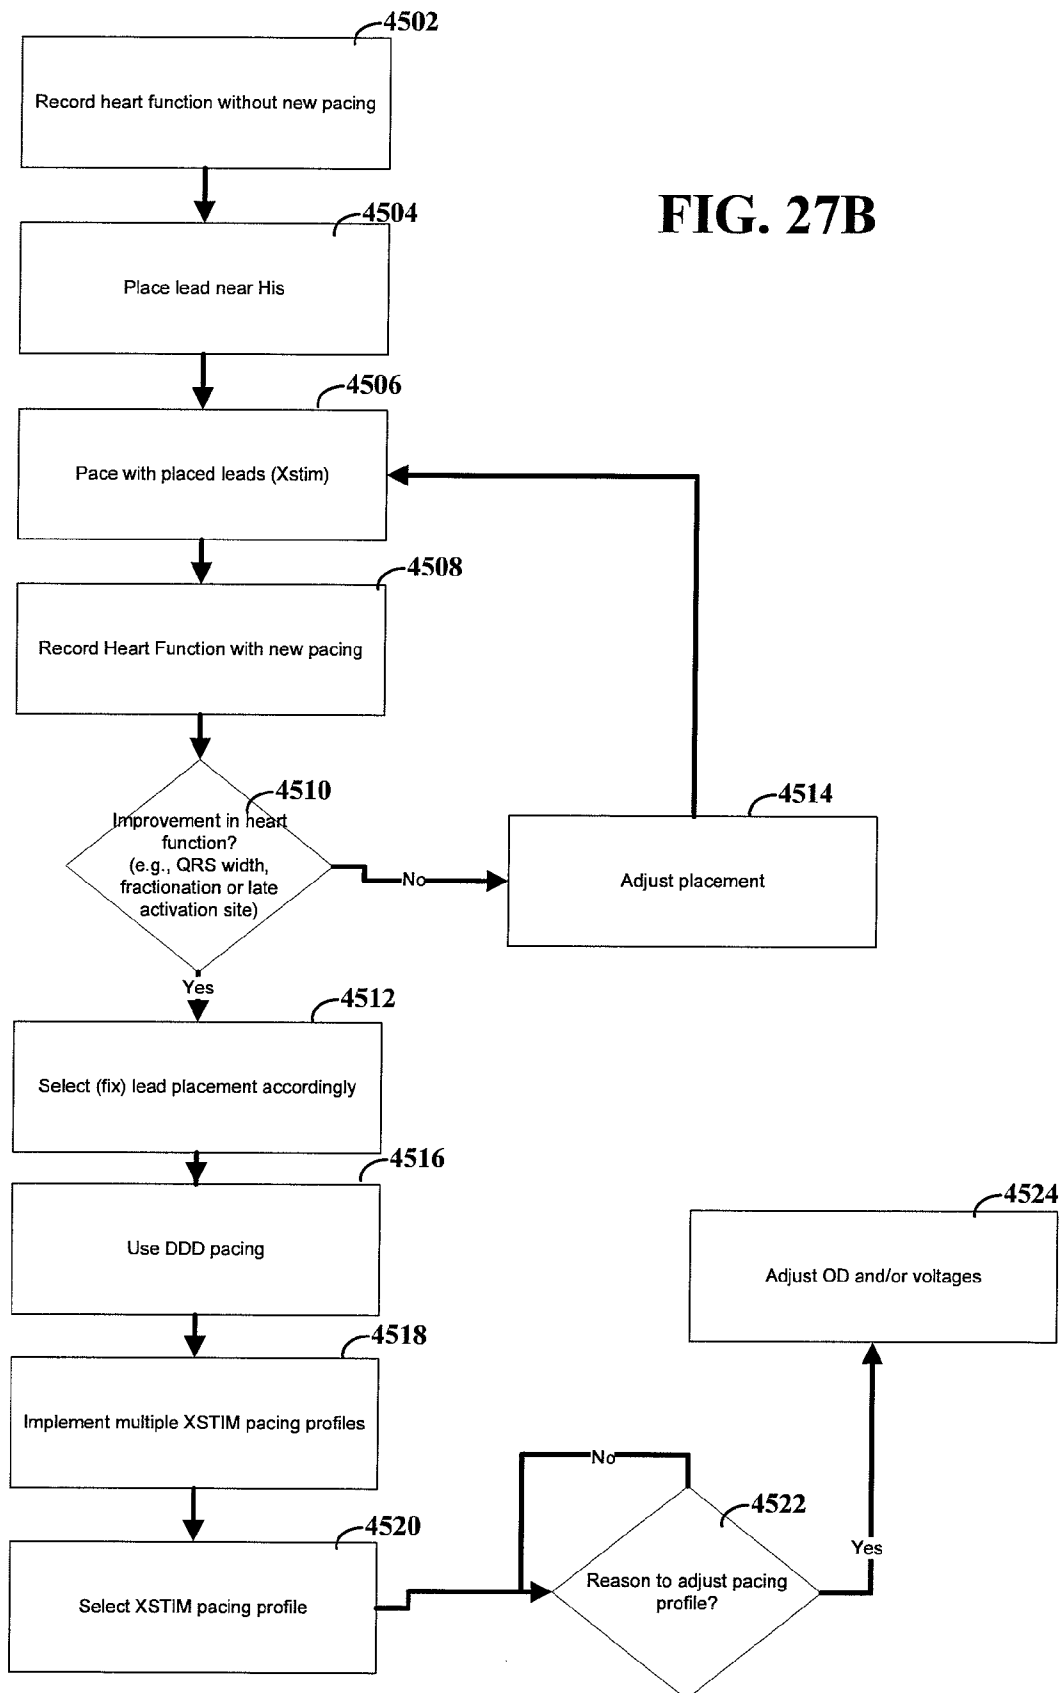 4502
Record heart function without new pacing
FIG. 27B
4504
Place lead near His
4506
Pace with placed leads (Xstim)
4508
Record Heart Function with new pacing
4510
Improvement in heart
function?
(e.g., QRS width,
fractionation or late
activation site)
No
4514
Adjust placement
Yes
4512
Select (fix) lead placement accordingly
4516
Use DDD pacing
4518
Implement multiple XSTIM pacing profiles
4520
Select XSTIM pacing profile
No
4522
Reason to adjust pacing
profile?
Yes
4524
Adjust OD and/or voltages